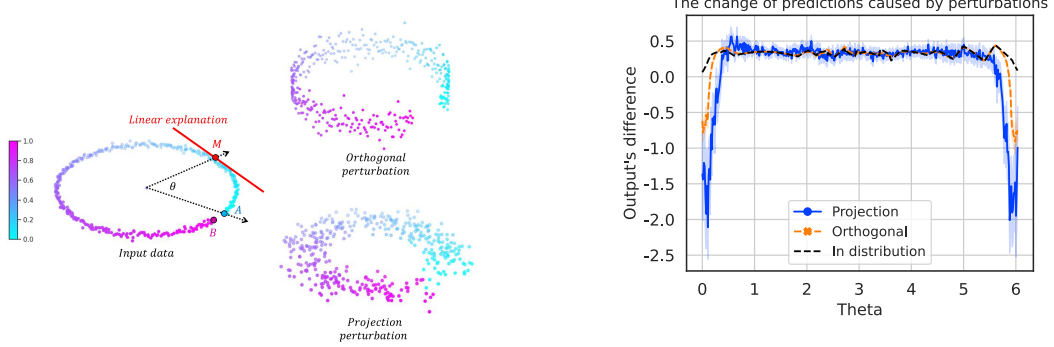 The change of predictions caused by perturbations
Linear explanation
M
θ
A
B
1.0
0.8
0.6
0.4
0.2
0.0
Input data
Orthogonal
perturbation
Projection
perturbation
Output's difference
0.5
0.0
−0.5
−1.0
−1.5
−2.0
−2.5
Projection
Orthogonal
In distribution
0 1 2 3 4 5 6
Theta